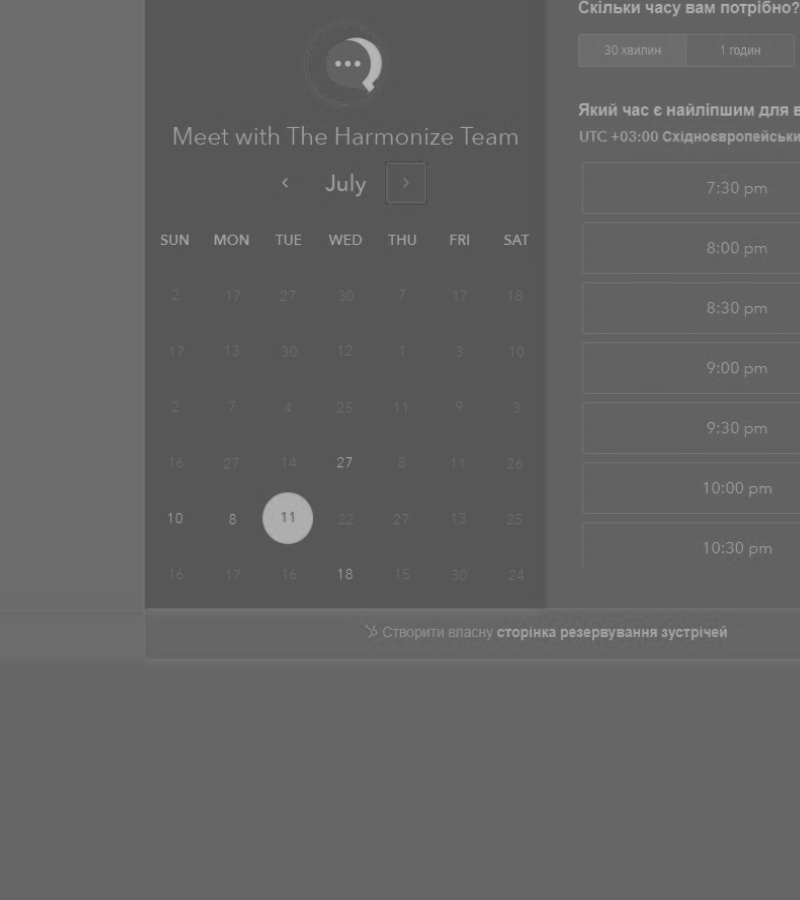 Скільки часу вам потрібно?
30 хвилин 1 годин
Meet with The Harmonize Team
July
SUN MON TUE WED THU FRI SAT
2 17 27 30 7 17 18
17 13 30 12 1 3 10
2 7 4 25 11 9 3
16 27 14 27 8 11 26
10 8 11 22 27 13 25
16 17 16 18 15 30 24
Який час є найліпшим для
UTC +03:00 Східноєвропейськи
7:30 pm
8:00 pm
8:30 pm
9:00 pm
9:30 pm
10:00 pm
10:30 pm
Створити власну сторінка резервування зустрічей